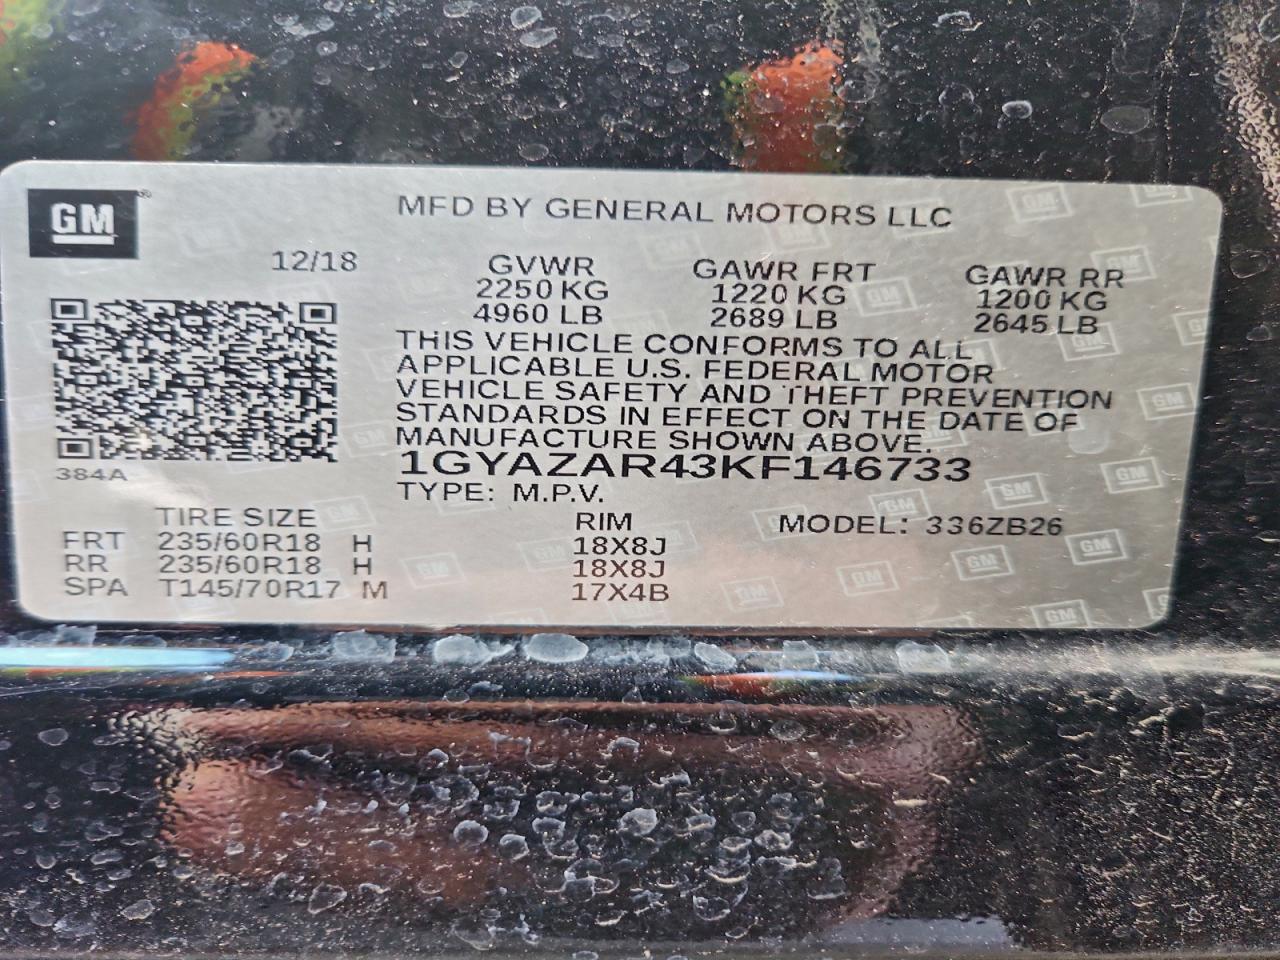 GM
MFD BY GENERAL MOTORS LLC
12/18 GVWR GAWR FRT GAWR RR
2250 KG 1220 KG 1200 KG
4960 LB 2689 LB 2645 LB
THIS VEHICLE CONFORMS TO ALL
APPLICABLE U.S. FEDERAL MOTOR
VEHICLE SAFETY AND THEFT PREVENTION
STANDARDS IN EFFECT ON THE DATE OF
MANUFACTURE SHOWN ABOVE.
384A
1GYAZAR43KF146733
TYPE: M.P.V.
TIRE SIZE RIM MODEL: 336ZB26
FRT 235/60R18 H 18X8J
RR 235/60R18 H 18X8J
SPA T145/70R17 M 17X4B